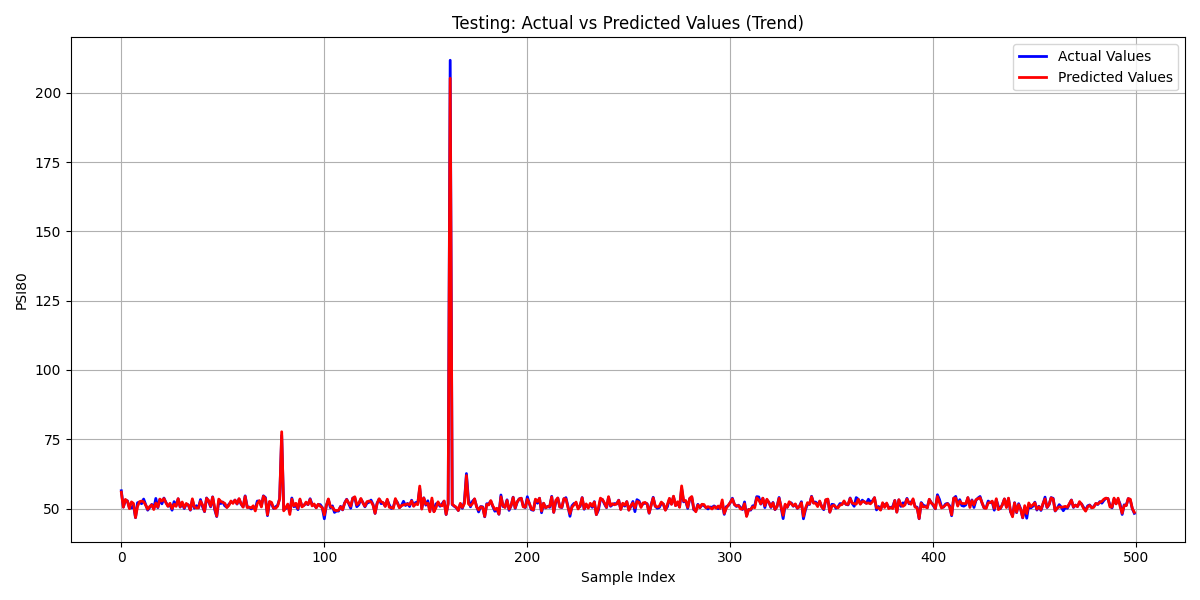 Testing: Actual vs Predicted Values (Trend)
Actual Values
Predicted Values
200
175
150
125
100
75
50
PSI80
0
100
200
300
400
500
Sample Index